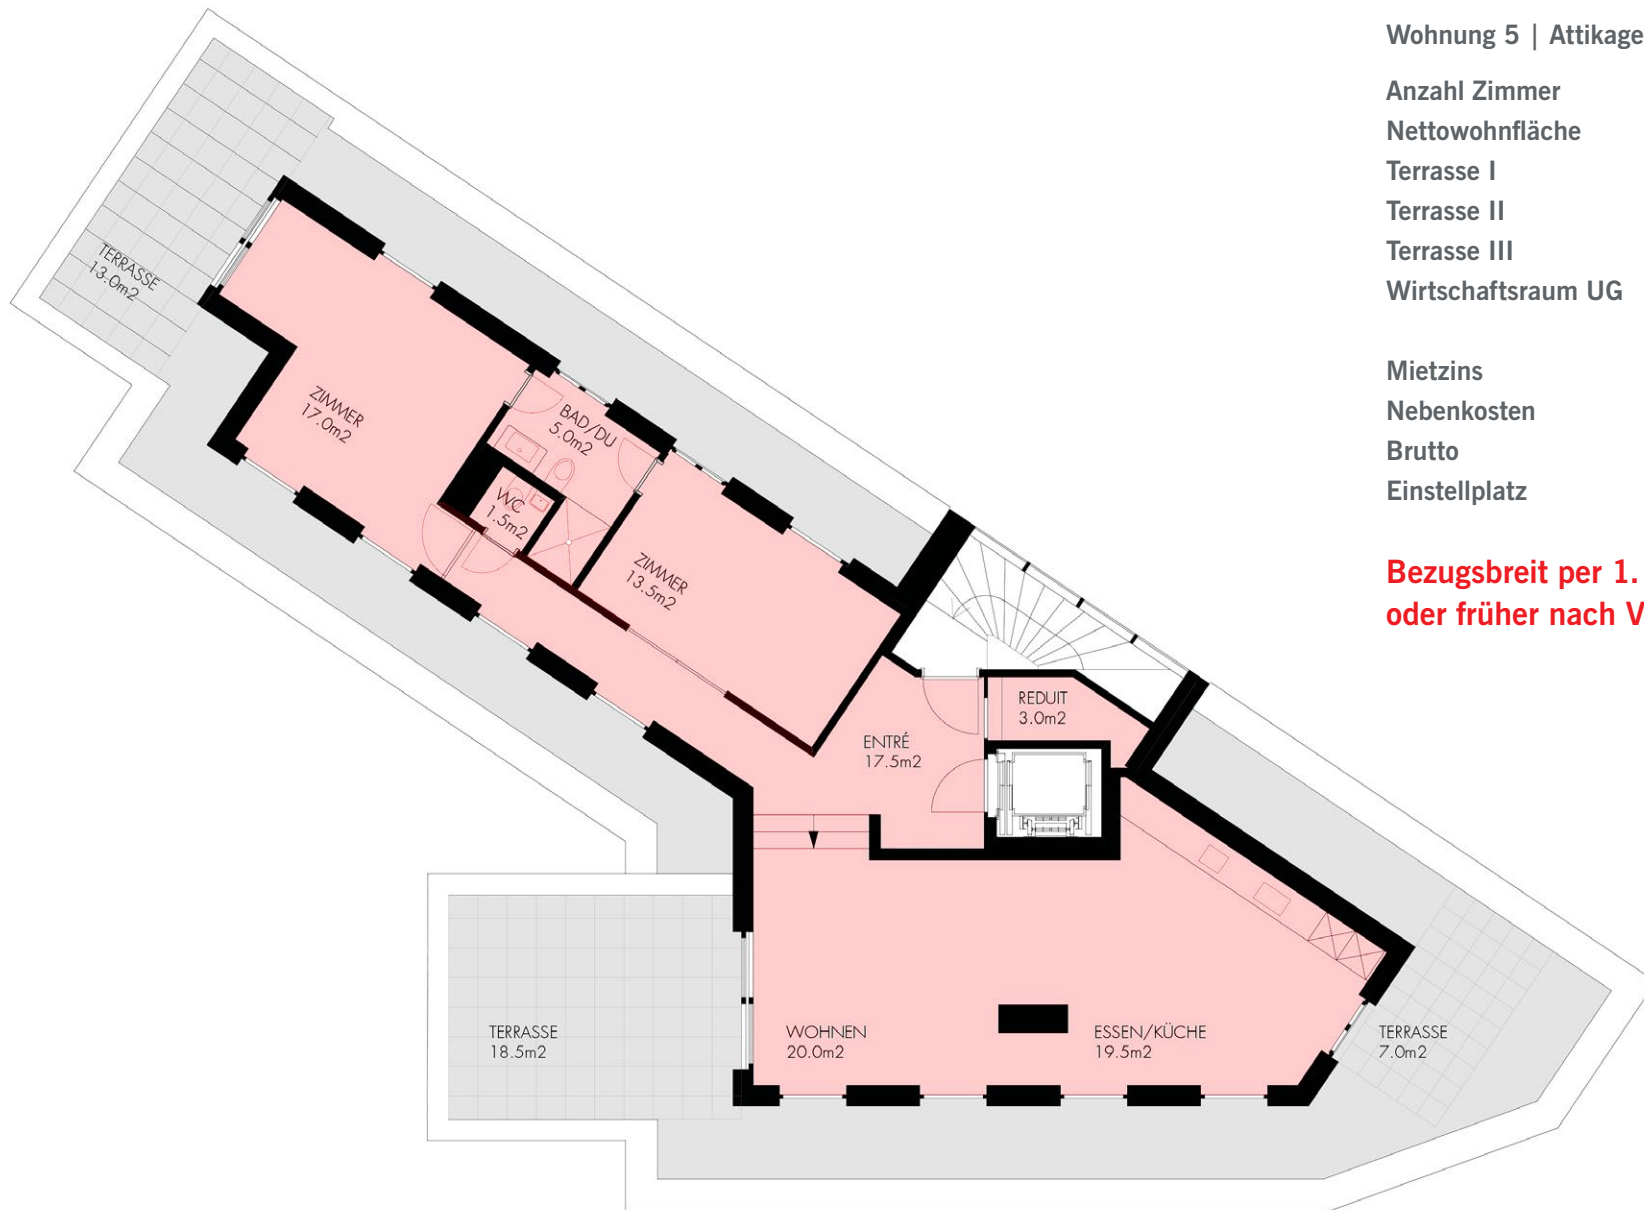 Wohnung 5 | Attikage
Anzahl Zimmer
Nettowohnfläche
Terrasse I
Terrasse II
Terrasse III
Wirtschaftsraum UG
Mietzins
Nebenkosten
Brutto
Einstellplatz
Bezugsbreit per 1.
oder früher nach V
TERRASSE
13.0m2
ZIMMER
17.0m2
BAD/DU
5.0m2
WC
1.5m2
ZIMMER
13.5m2
REDUIT
3.0m2
ENTRÉ
17.5m2
TERRASSE
18.5m2
WOHNEN
20.0m2
ESSEN/KÜCHE
19.5m2
TERRASSE
7.0m2